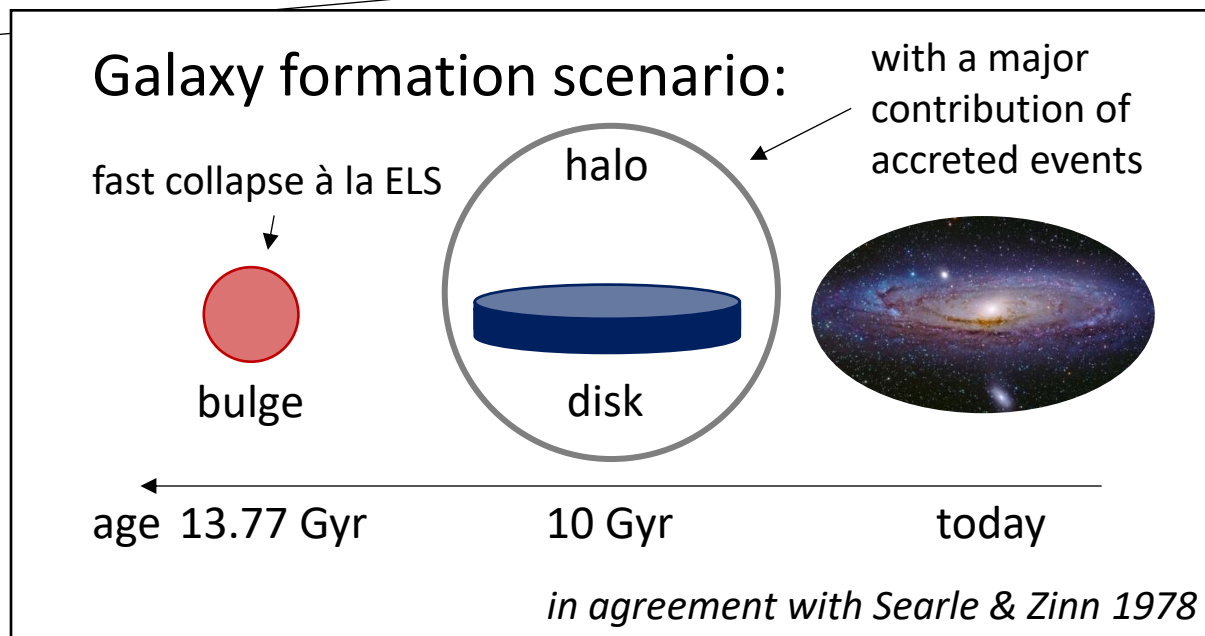 Galaxy formation scenario:
with a major
contribution of
accreted events
fast collapse à la ELS
halo
bulge
disk
age 13.77 Gyr
10 Gyr
today
in agreement with Searle & Zinn 1978